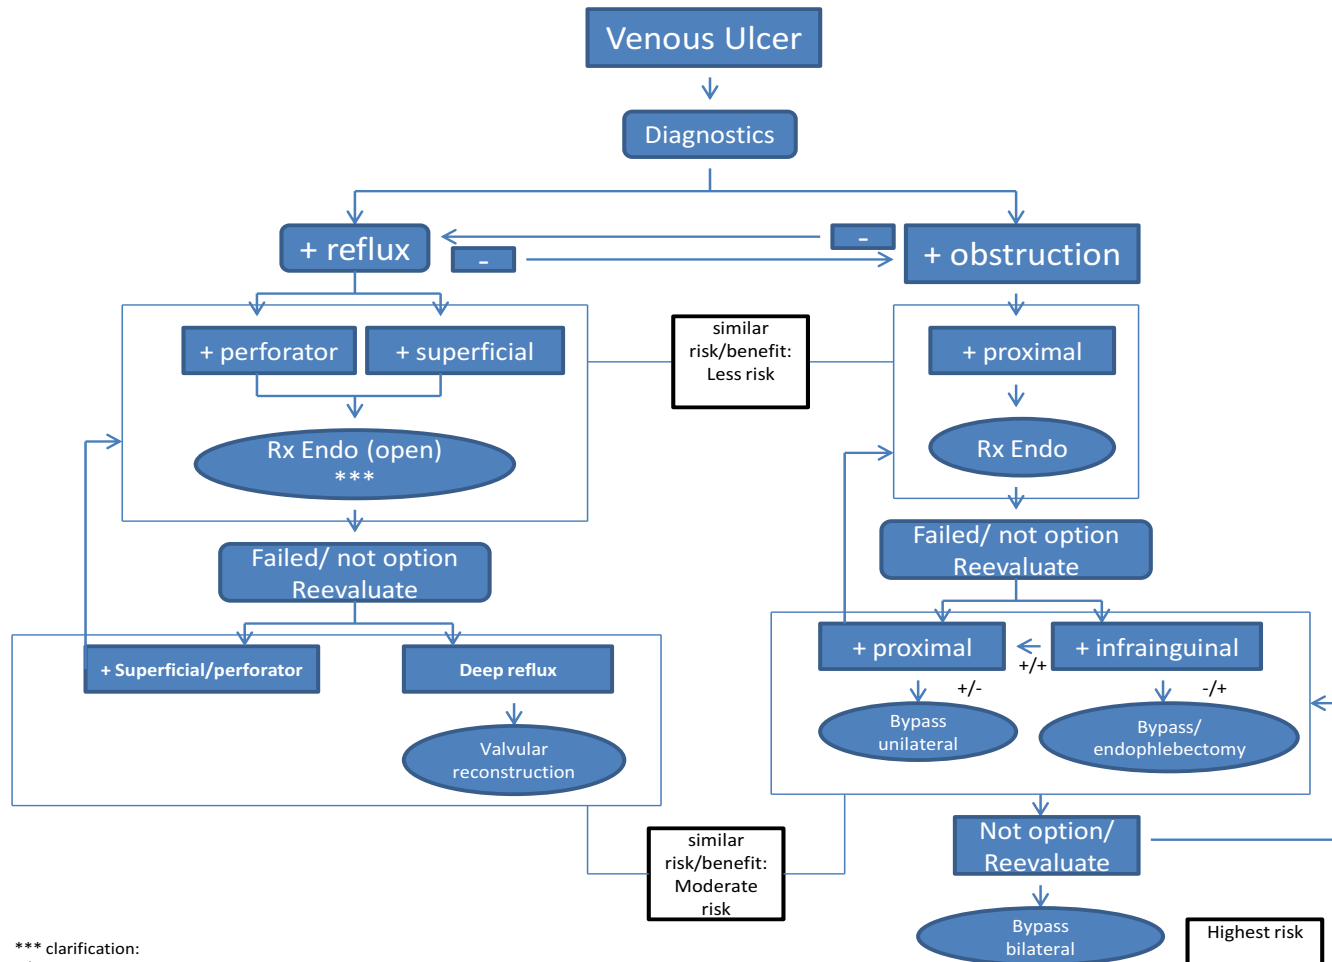 Venous Ulcer
Diagnostics
+ reflux
-
-
+ obstruction
+ perforator
+ superficial
similar
risk/benefit:
Less risk
+ proximal
Rx Endo (open)
***
Rx Endo
Failed/ not option
Reevaluate
Failed/ not option
Reevaluate
+ Superficial/perforator
Deep reflux
+ proximal
+/+
+ infrainguinal
+/-
-/+
Valvular
reconstruction
Bypass
unilateral
Bypass/
endophlebectomy
similar
risk/benefit:
Moderate
risk
Not option/
Reevaluate
Bypass
bilateral
Highest risk
*** clarification: